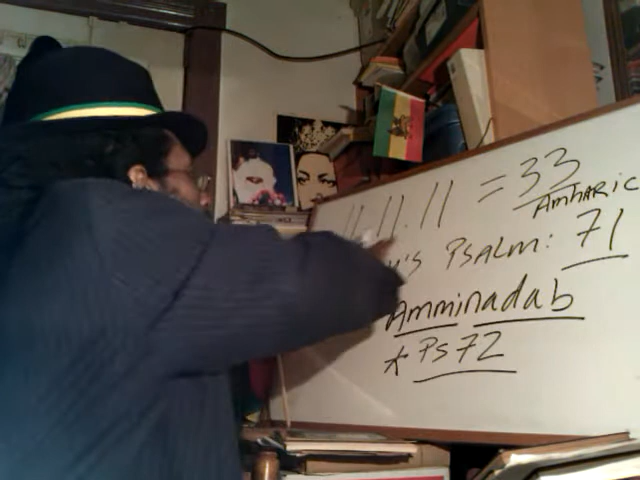 11.11.11 = 33
AMHARIC
Psalm: 71
Amminadab
* Ps 72